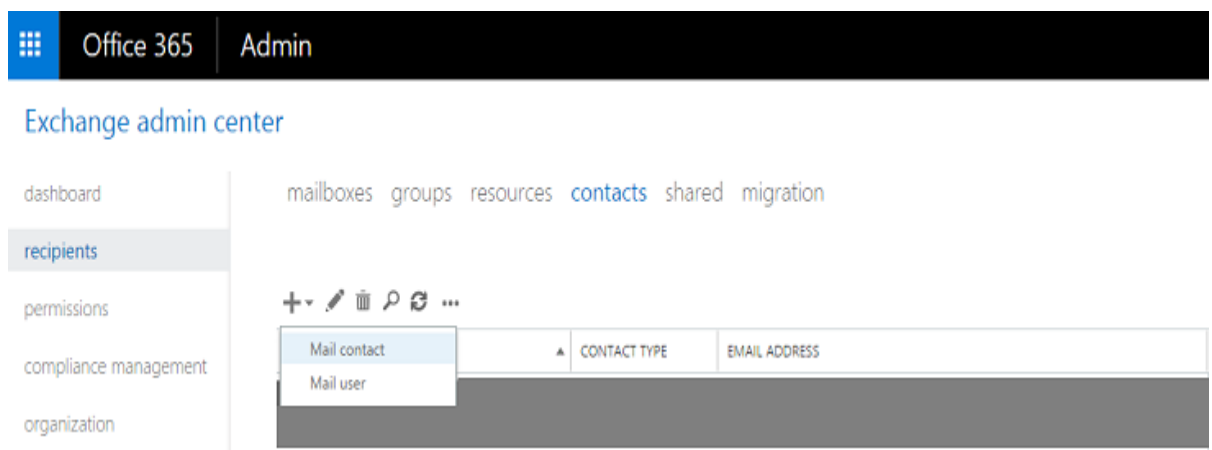 Office 365 Admin
Exchange admin center
dashboard
mailboxes groups resources contacts shared migration
recipients
permissions
Mail contact
CONTACT TYPE
EMAIL ADDRESS
compliance management
Mail user
organization